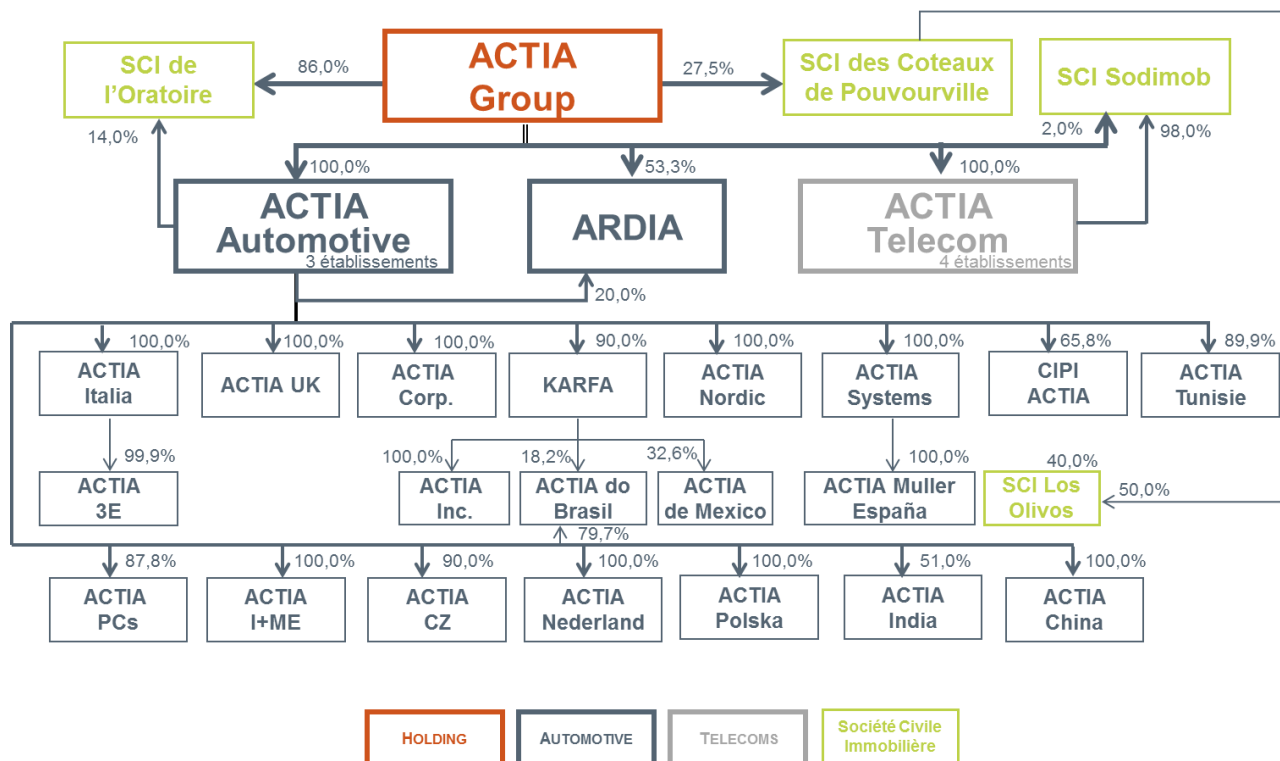 ACTIA
Group
SCI de
l'Oratoire
86,0%
27,5%
SCI des Coteaux
de Pouvourville
SCI Sodimob
14,0%
2,0%
98,0%
100,0%
53,3%
100,0%
ACTIA
Automotive
3 établissements
ARDIA
ACTIA
Telecom
4 établissements
20,0%
100,0%
100,0%
100,0%
90,0%
100,0%
100,0%
65,8%
89,9%
ACTIA
Italia
ACTIA UK
ACTIA
Corp.
KARFA
ACTIA
Nordic
ACTIA
Systems
CIPI
ACTIA
ACTIA
Tunisie
99,9%
100,0%
18,2%
32,6%
100,0%
40,0%
ACTIA
3E
ACTIA
Inc.
ACTIA do
Brasil
ACTIA
de Mexico
ACTIA Muller
España
SCI Los
Olivos
50,0%
79,7%
87,8%
100,0%
90,0%
100,0%
100,0%
51,0%
100,0%
ACTIA
PCs
ACTIA
I+ME
ACTIA
CZ
ACTIA
Nederland
ACTIA
Polska
ACTIA
India
ACTIA
China
HOLDING
AUTOMOTIVE
TELECOMS
Société Civile
Immobilière